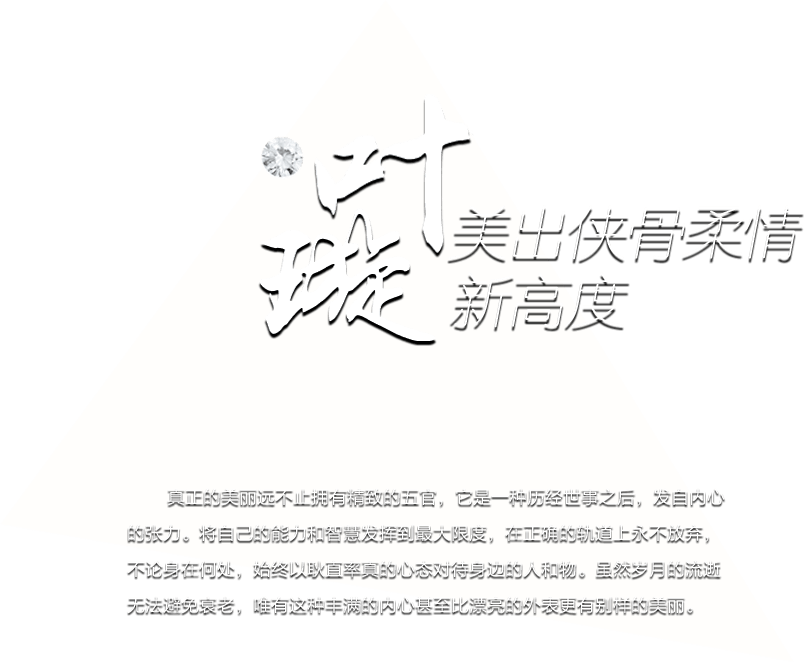 叶
璇
美出侠骨柔情
新高度
真正的美丽远不止拥有精致的五官，它是一种历经世事之后，发自内心
的张力。将自己的能力和智慧发挥到最大限度，在正确的轨道上永不放弃，
不论身在何处，始终以耿直率真的心态对待身边的人和物。虽然岁月的流逝
无法避免衰老，唯有这种丰满的内心甚至比漂亮的外表更有别样的美丽。